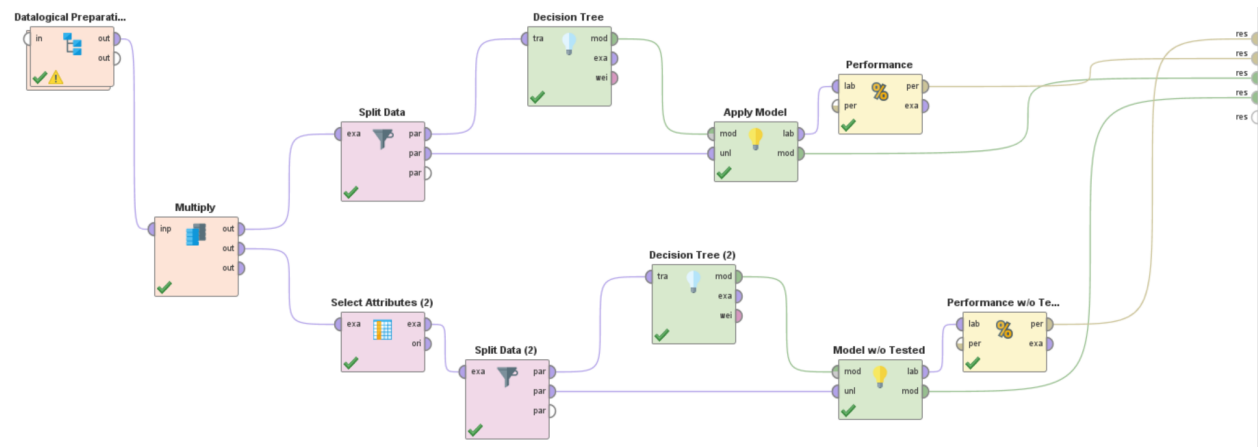 Datalogical Preparati...
in out
out
Decision Tree
tra mod
exa
wei
Performance
lab per
per exa
res
res
res
res
res
Split Data
exa par
par
par
Apply Model
mod lab
unl mod
Multiply
inp out
out
out
Decision Tree (2)
tra mod
exa
wei
Select Attributes (2)
exa exa
ori
Performance w/o Te...
lab per
per exa
Split Data (2)
exa par
par
par
Model w/o Tested
mod lab
unl mod